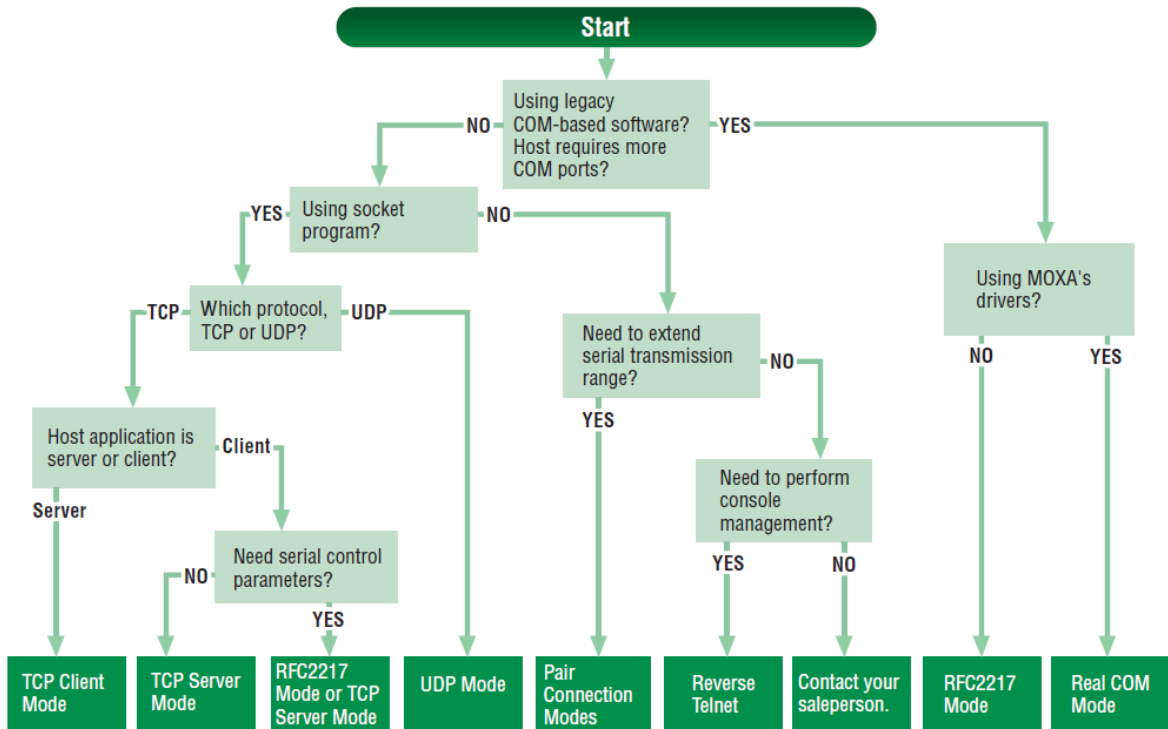 Start
Using legacy
COM-based software?
Host requires more
COM ports?
NO
YES
Using socket
program?
YES
NO
Using MOXA's
drivers?
Which protocol,
TCP or UDP?
TCP
UDP
Need to extend
serial transmission
range?
NO
YES
NO
YES
Host application is
server or client?
Client
Server
Need to perform
console
management?
YES
NO
Need serial control
parameters?
NO
YES
TCP Client
Mode
TCP Server
Mode
RFC2217
Mode or TCP
Server Mode
UDP Mode
Pair
Connection
Modes
Reverse
Telnet
Contact your
saleperson.
RFC2217
Mode
Real COM
Mode